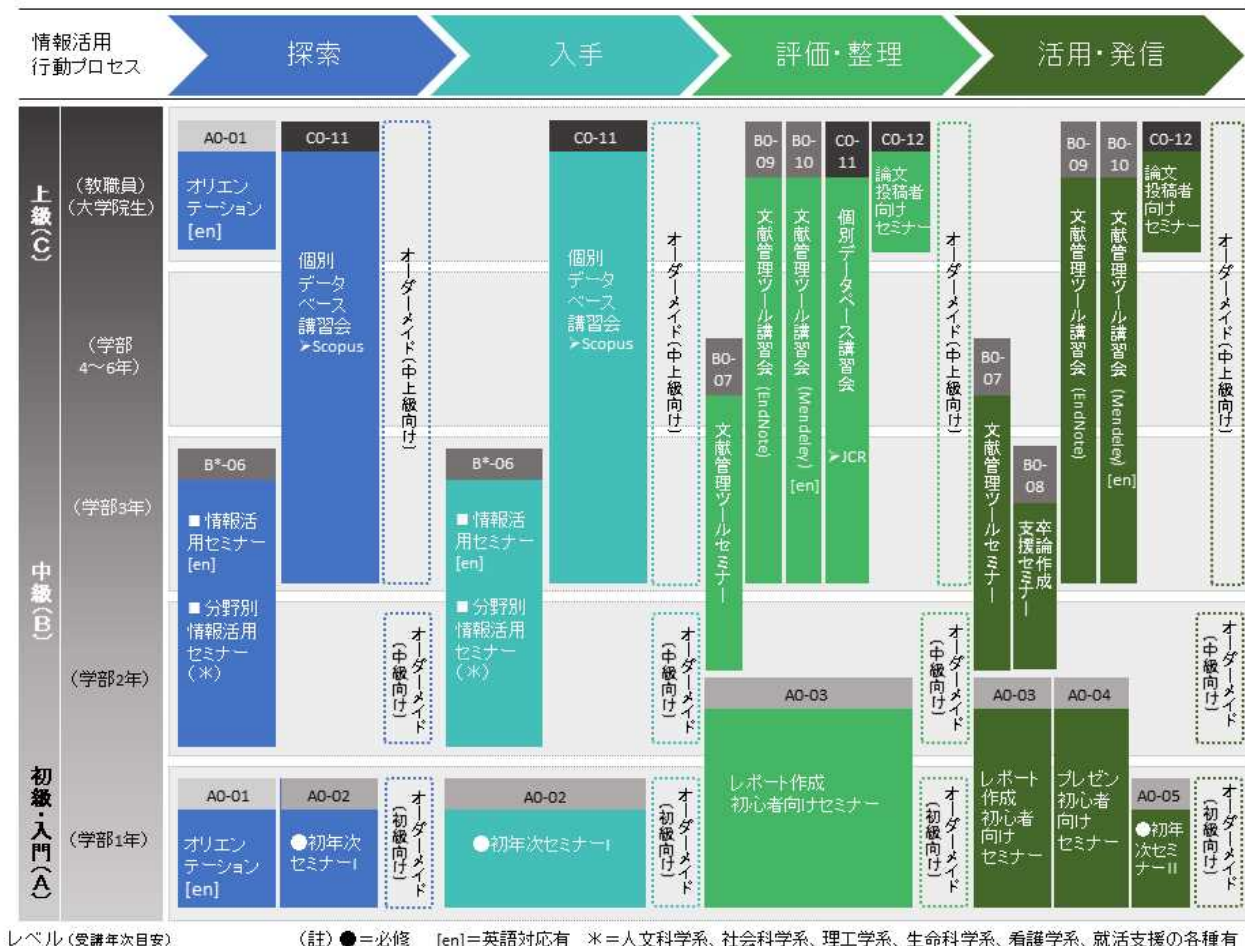 情報活用
行動プロセス
探索
入手
評価・整理
活用・発信
上級(C)
中級(B)
初級・入門(A)
(教職員)
(大学院生)
(学部
4～6年)
(学部3年)
(学部2年)
(学部1年)
A0-01
オリエン
テーション
[en]
C0-11
個別
データ
ベース
講習会
➢Scopus
オーダーメイド(中上級向け)
B*-06
■情報活
用セミナー
[en]
■分野別
情報活用
セミナー
(＊)
オーダーメイド
(中級向け)
A0-01
オリエン
テーション
[en]
A0-02
●初年次
セミナーI
オーダーメイド
(初級向け)
C0-11
個別
データ
ベース
講習会
➢Scopus
オーダーメイド(中上級向け)
B*-06
■情報活
用セミナー
[en]
■分野別
情報活用
セミナー
(＊)
オーダーメイド
(中級向け)
A0-02
●初年次セミナーI
オーダーメイド
(初級向け)
B0-
07
文献管理ツールセミナー
B0-
09
文献管理ツール講習会(EndNote)
B0-
10
文献管理ツール講習会(Mendeley)
[en]
C0-
11
個別データベース講習会
➢JCR
C0-12
論文
投稿者
向け
セミナー
オーダーメイド(中上級向け)
オーダーメイド
(中級向け)
A0-03
レポート作成
初心者向けセミナー
オーダーメイド
(初級向け)
B0-
07
文献管理ツールセミナー
B0-
08
卒論作成
支援セミナー
B0-
09
文献管理ツール講習会(EndNote)
B0-
10
文献管理ツール講習会(Mendeley)
[en]
C0-12
論文
投稿者
向け
セミナー
オーダーメイド(中上級向け)
オーダーメイド
(中級向け)
A0-03
レポート
作成
初心者
向け
セミナー
A0-04
プレゼン
初心者
向け
セミナー
A0-05
●初年
次セミ
ナーII
オーダーメイド
(初級向け)
レベル(受講年次目安)
(註) ●＝必修 [en]＝英語対応有 ＊＝人文科学系、社会科学系、理工学系、生命科学系、看護学系、就活支援の各種有